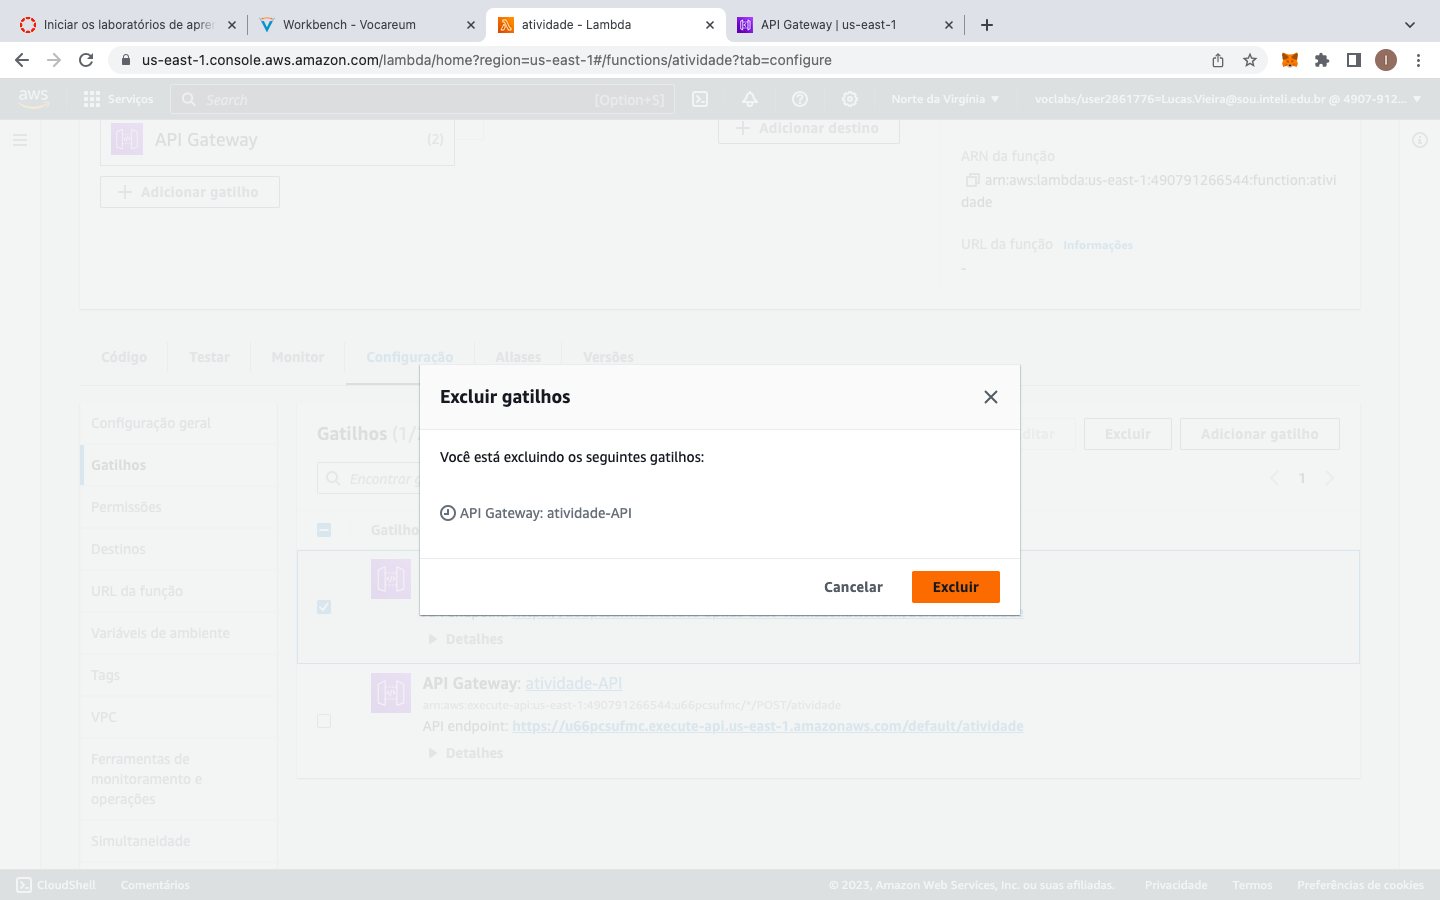 Iniciar os laboratórios de apre
Workbench - Vocareum
atividade - Lambda
API Gateway | us-east-1
us-east-1.console.aws.amazon.com/lambda/home?region=us-east-1#/functions/atividade?tab=configure
I
aws
Serviços
Search
[Option+S]
Norte da Virgínia
voclabs/user2861776=Lucas.Vieira@sou.inteli.edu.br @ 4907-912...
API Gateway
(2)
Adicionar destino
Adicionar gatilho
ARN da função
arn:aws:lambda:us-east-1:490791266544:function:ativi
dade
URL da função Informações
-
Código
Testar
Monitor
Configuração
Aliases
Versões
Configuração geral
Gatilhos
Permissões
Destinos
URL da função
Variáveis de ambiente
Tags
VPC
Ferramentas de
monitoramento e
operações
Simultaneidade
Gatilhos (1/
ditar
Excluir
Adicionar gatilho
Encontrar g
1
Gatilho
Excluir gatilhos
Você está excluindo os seguintes gatilhos:
API Gateway: atividade-API
Cancelar
Excluir
Detalhes
API Gateway: atividade-API
arn:aws:execute-api:us-east-1:490791266544:u66pcsufmc/*/POST/atividade
API endpoint: https://u66pcsufmc.execute-api.us-east-1.amazonaws.com/default/atividade
Detalhes
CloudShell
Comentários
© 2023, Amazon Web Services, Inc. ou suas afiliadas.
Privacidade
Termos
Preferências de cookies